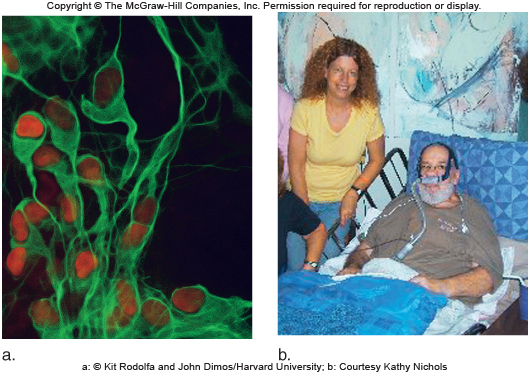 Copyright © The McGraw-Hill Companies, Inc. Permission required for reproduction or display.
a.
b.
a: © Kit Rodolfa and John Dimos/Harvard University; b: Courtesy Kathy Nichols